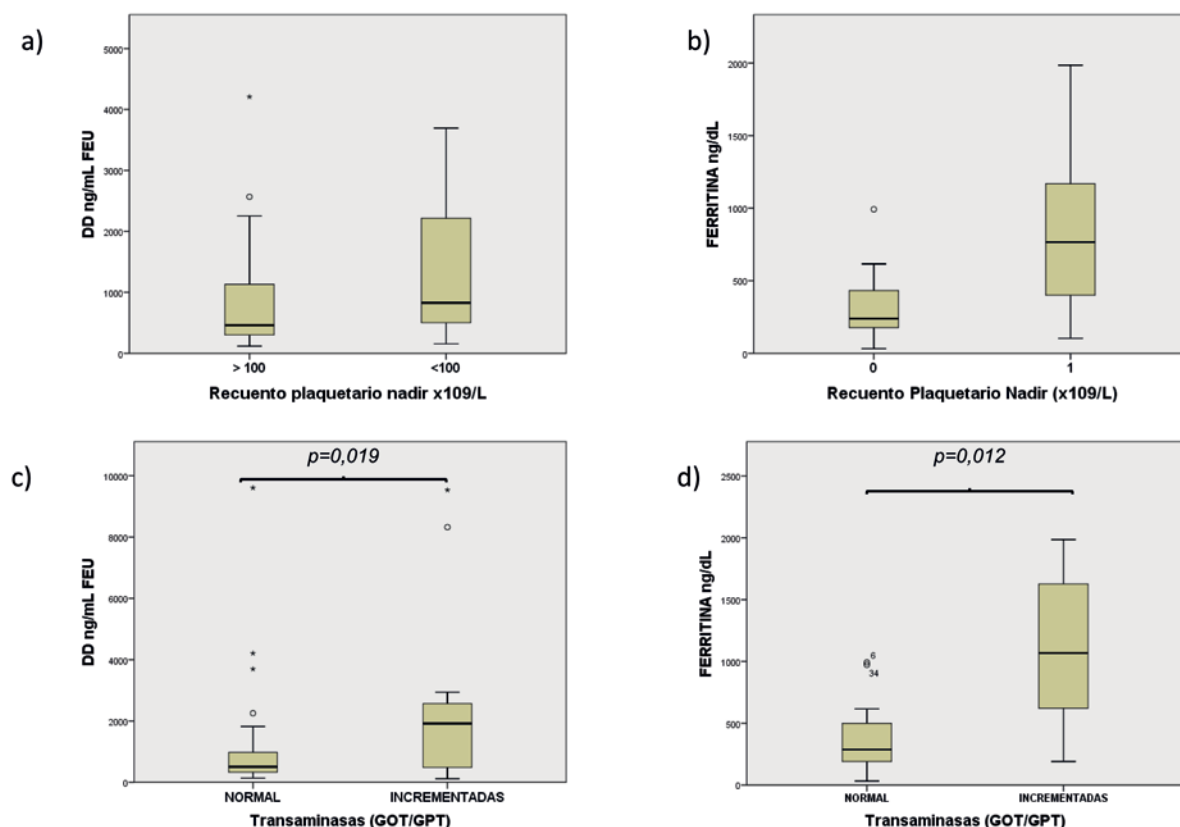 a)
5000
4000
3000
2000
1000
0
DD ng/mL FEU
*
> 100
<100
Recuento plaquetario nadir x109/L
b)
2000
1500
1000
500
0
FERRITINA ng/dL
0
1
Recuento Plaquetario Nadir (x109/L)
c)
p=0,019
10000
8000
6000
4000
2000
0
DD ng/mL FEU
*
*
*
*
NORMAL
INCREMENTADAS
Transaminasas (GOT/GPT)
d)
p=0,012
2500
2000
1500
1000
500
0
FERRITINA ng/dL
6
34
NORMAL
INCREMENTADAS
Transaminasas (GOT/GPT)